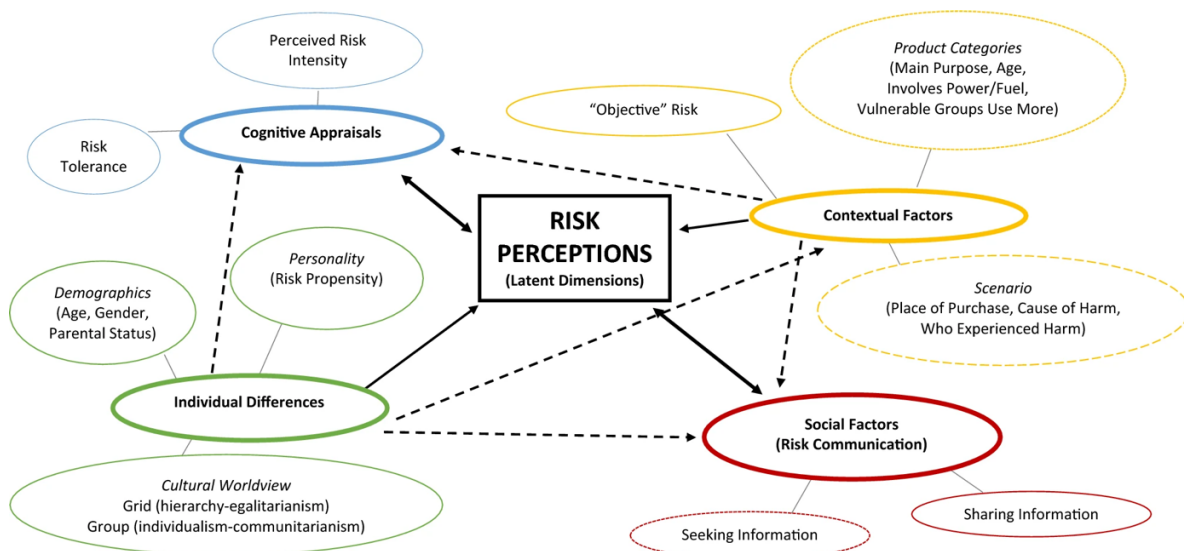 Perceived Risk
Intensity
Cognitive Appraisals
Risk
Tolerance
"Objective" Risk
Product Categories
(Main Purpose, Age,
Involves Power/Fuel,
Vulnerable Groups Use More)
Contextual Factors
RISK
PERCEPTIONS
(Latent Dimensions)
Personality
(Risk Propensity)
Demographics
(Age, Gender,
Parental Status)
Scenario
(Place of Purchase, Cause of Harm,
Who Experienced Harm)
Individual Differences
Social Factors
(Risk Communication)
Cultural Worldview
Grid (hierarchy-egalitarianism)
Group (individualism-communitarianism)
Seeking Information
Sharing Information